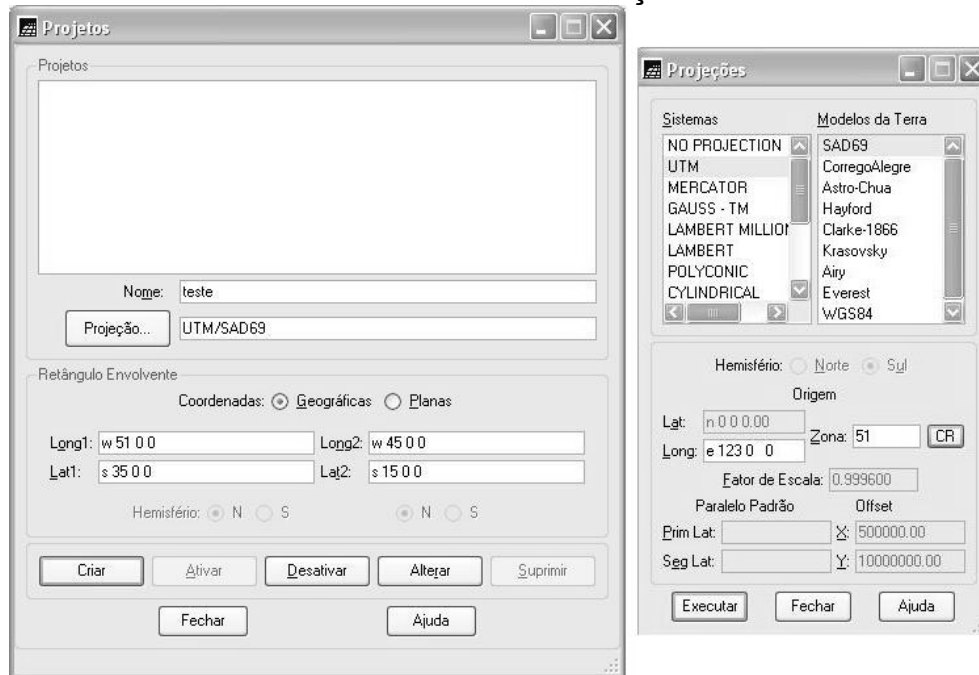 Projetos
Projetos
Nome: teste
Projeção... UTM/SAD69
Retângulo Envolvente
Coordenadas: Geográficas Planas
Long1: w 51 0 0 Long2: w 45 0 0
Lat1: s 35 0 0 Lat2: s 15 0 0
Hemisfério: N S N S
Criar Ativar Desativar Alterar Suprimir
Fechar Ajuda
Projeções
Sistemas Modelos da Terra
NO PROJECTION SAD69
UTM CorregoAlegre
MERCATOR Astro-Chua
GAUSS - TM Hayford
LAMBERT MILLION Clarke-1866
LAMBERT Krasovsky
POLYCONIC Airy
CYLINDRICAL Everest
WGS84
Hemisfério: Norte Sul
Origem
Lat: n 0 0 0.00
Long: e 123 0 0 Zona: 51 CR
Fator de Escala: 0.999600
Paralelo Padrão Offset
Prim Lat: X: 500000.00
Seg Lat: Y: 10000000.00
Executar Fechar Ajuda